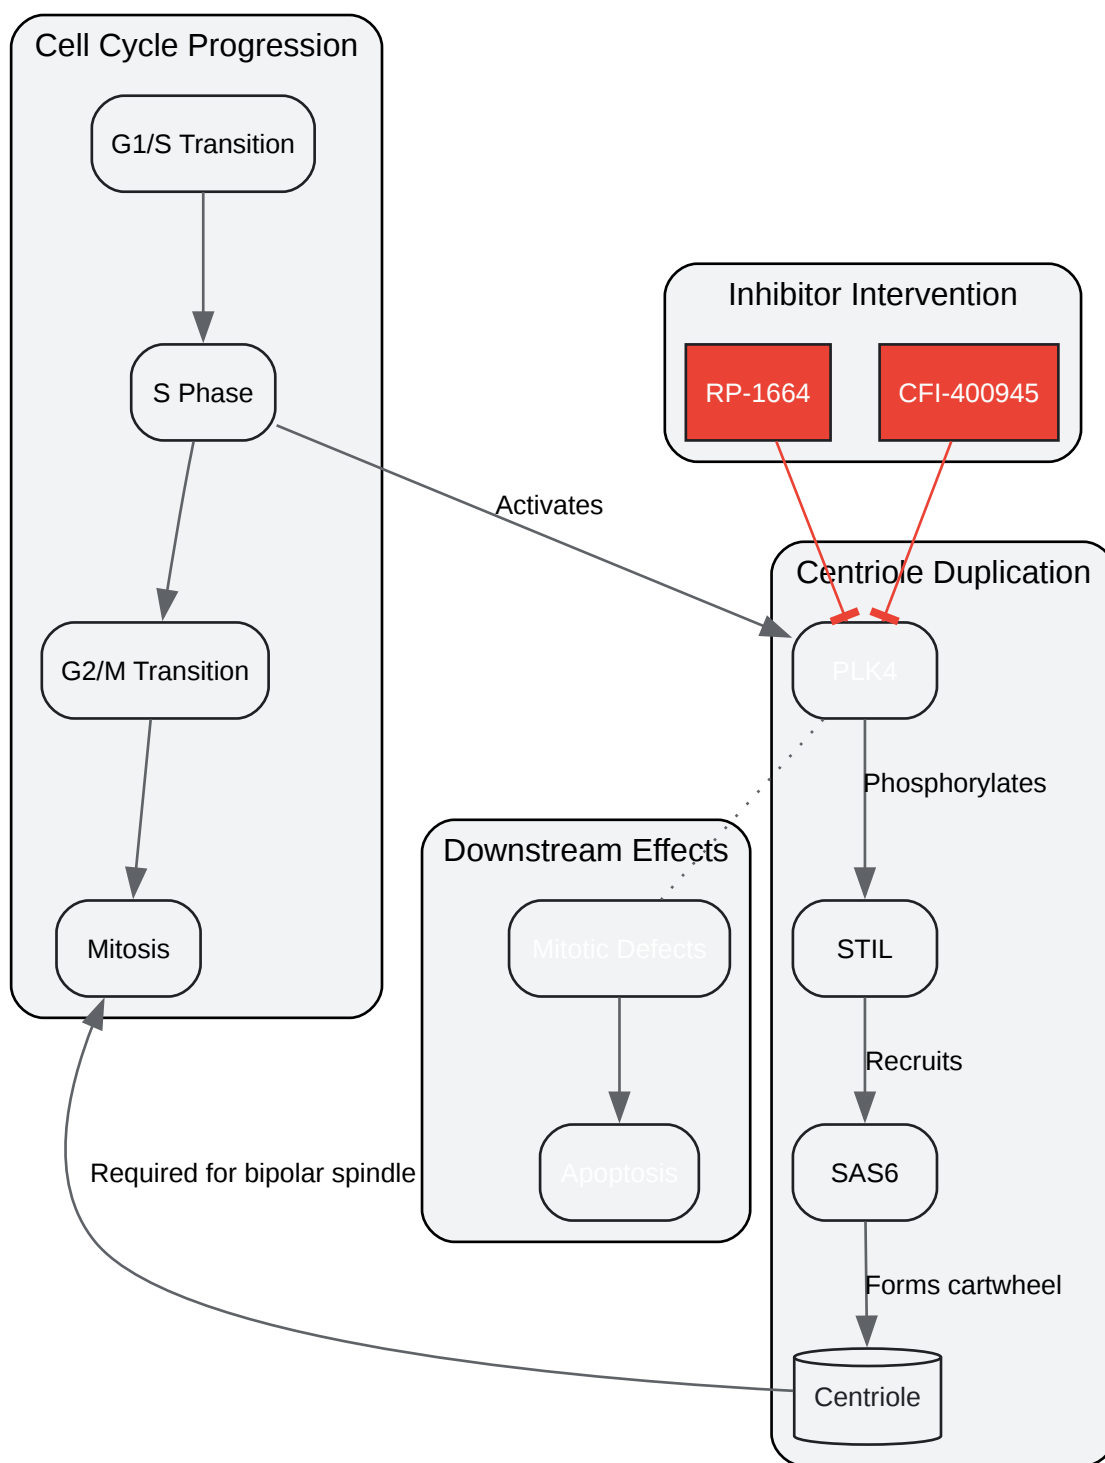 Cell Cycle Progression
G1/S Transition
S Phase
G2/M Transition
Mitosis
Activates
Inhibitor Intervention
RP-1664
CFI-400945
Centriole Duplication
PLK4
Phosphorylates
STIL
Recruits
SAS6
Forms cartwheel
Centriole
Downstream Effects
Mitotic Defects
Apoptosis
Required for bipolar spindle